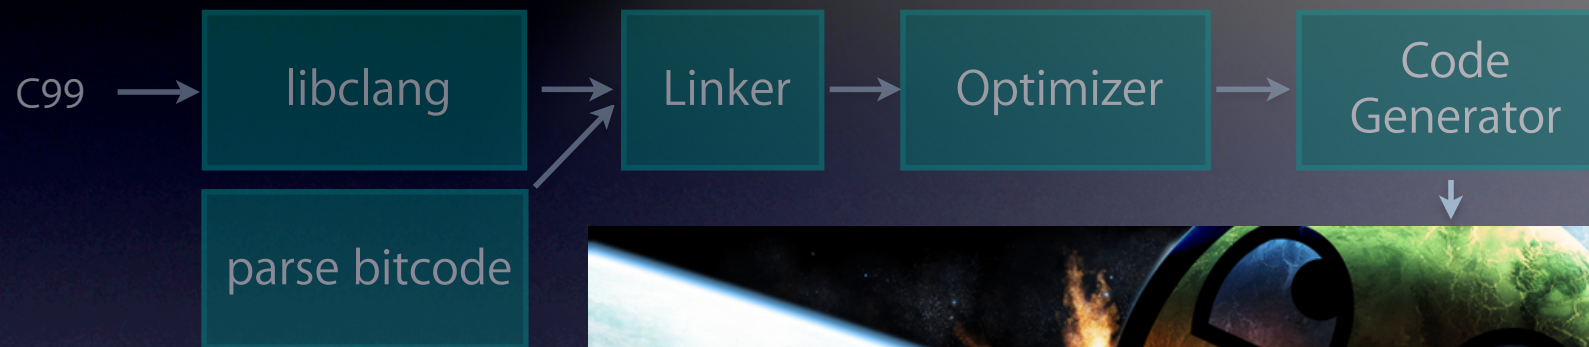 C99
libclang
Linker
Optimizer
Code
Generator
parse bitcode